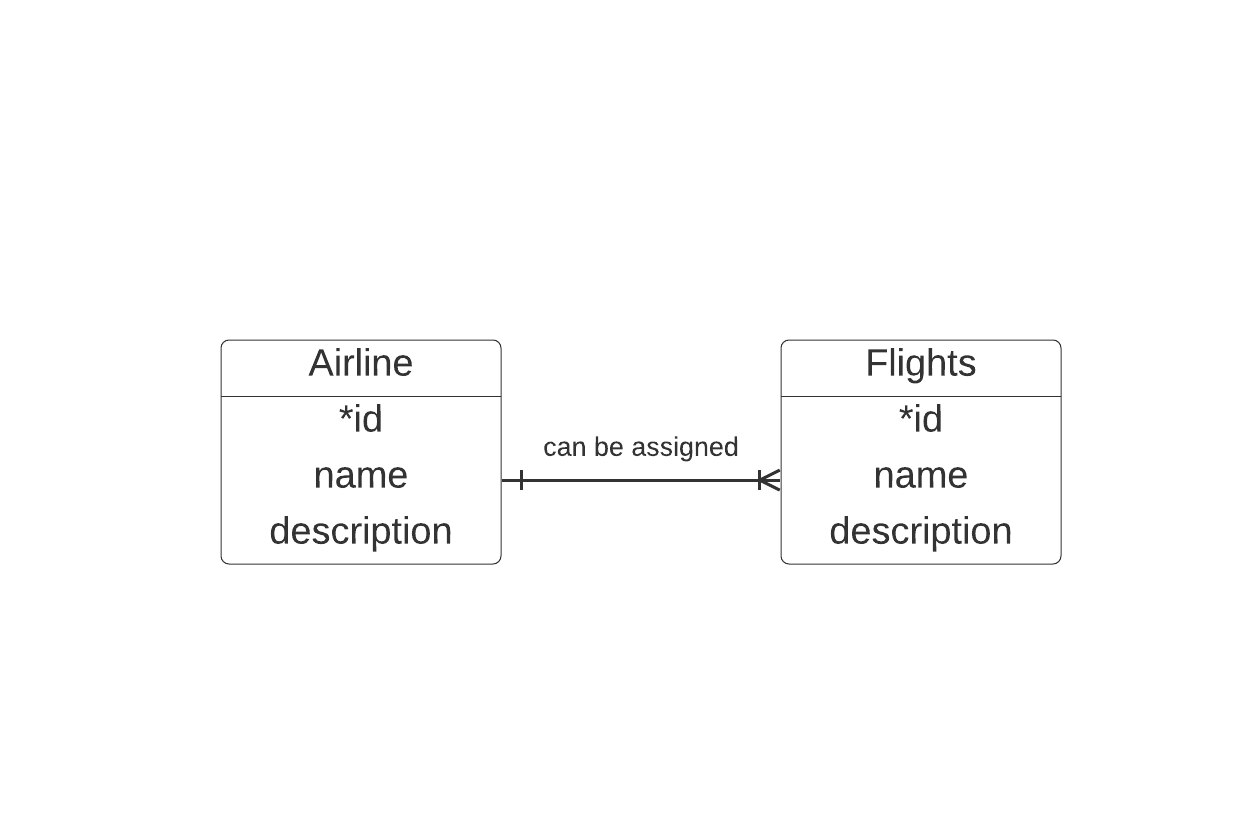 Airline
*id
name
description
can be assigned
Flights
*id
name
description